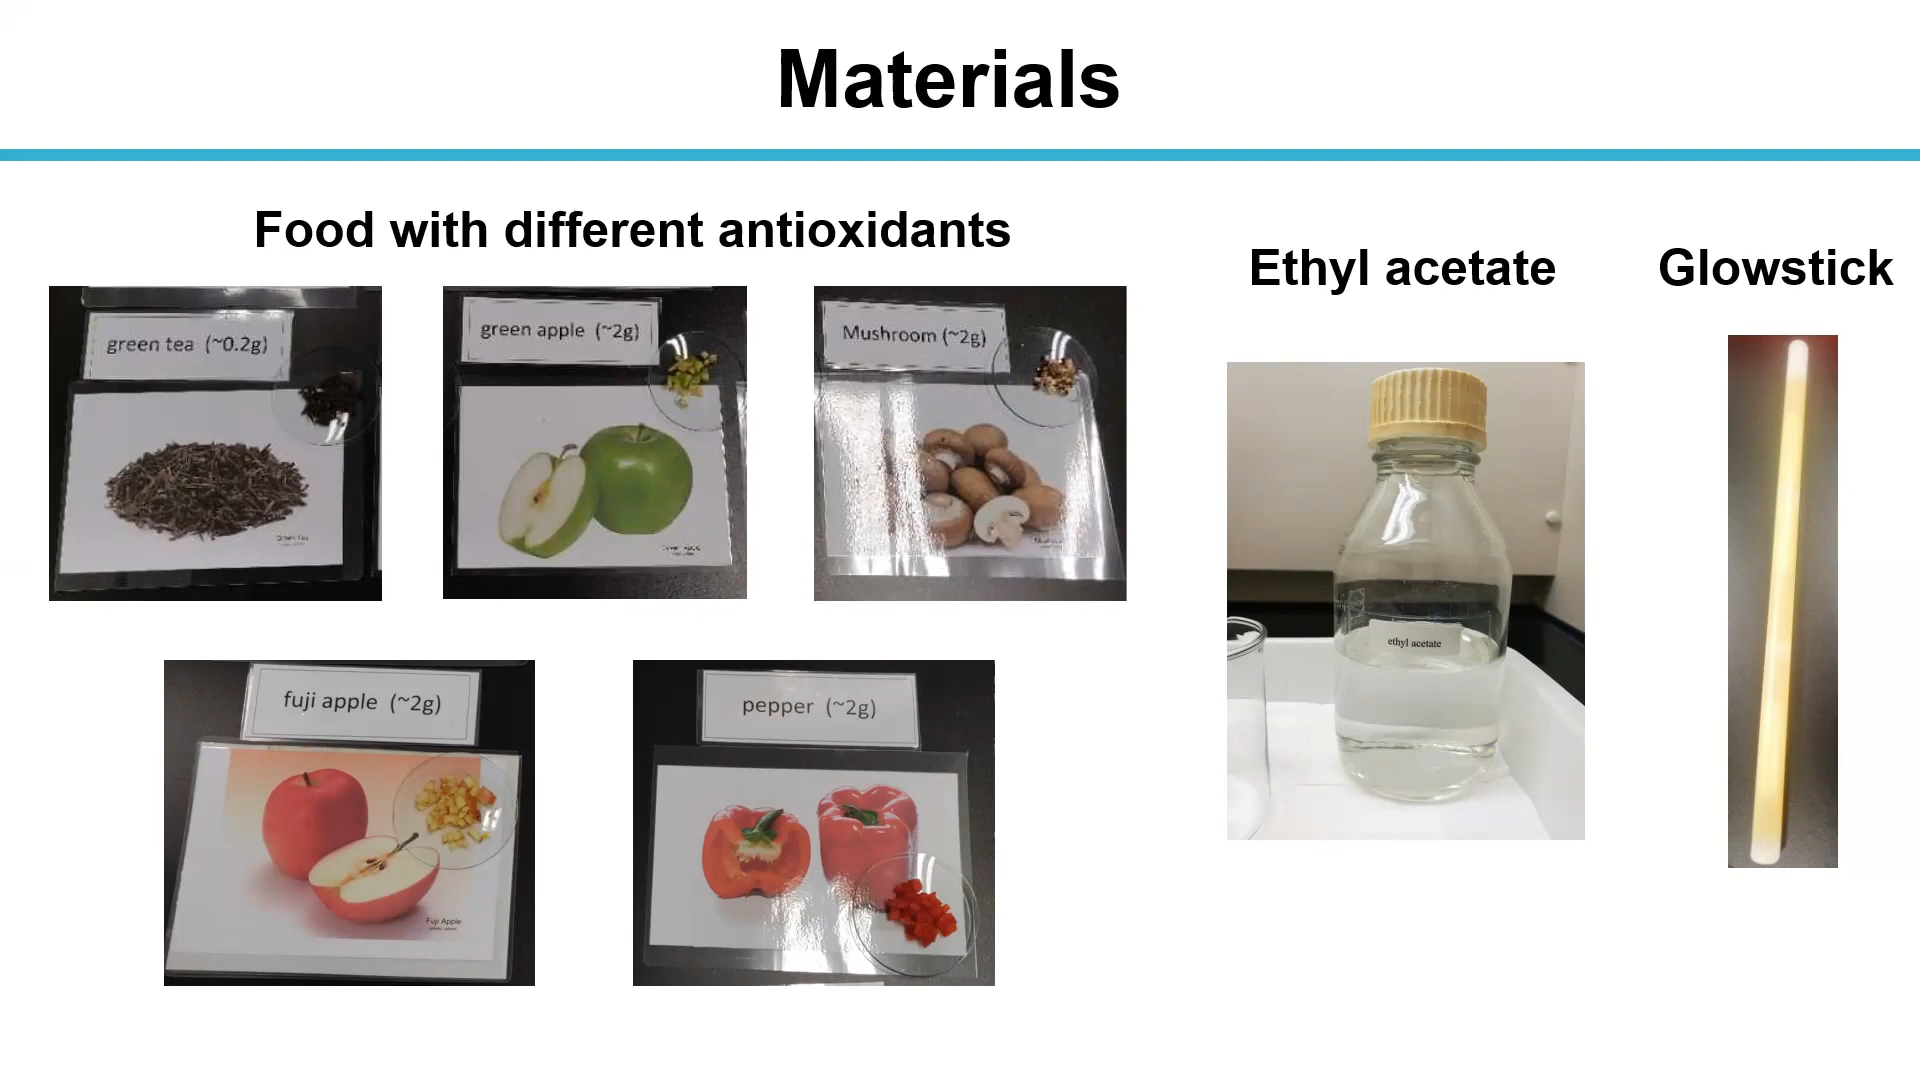 Materials
Food with different antioxidants
Ethyl acetate
Glowstick
green tea (~0.2g)
green apple (~2g)
Mushroom (~2g)
ethyl acetate
fuji apple (~2g)
Fuji Apple
pepper (~2g)